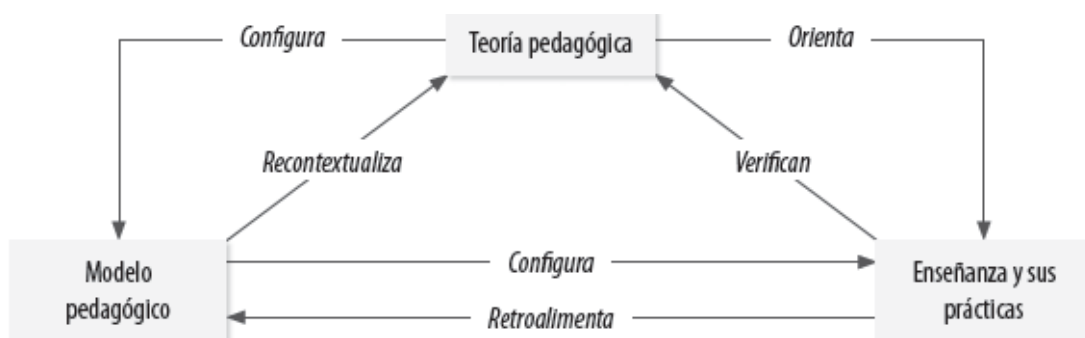 Configura
Teoría pedagógica
Orienta
Recontextualiza
Verifican
Modelo
pedagógico
Configura
Retroalimenta
Enseñanza y sus
prácticas